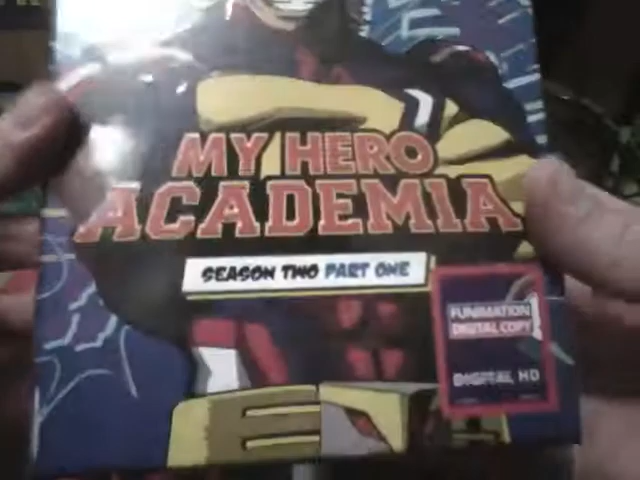 MY HERO
ACADEMIA
SEASON TWO PART ONE
FUNIMATION
DIGITAL COPY
DIGITAL HD